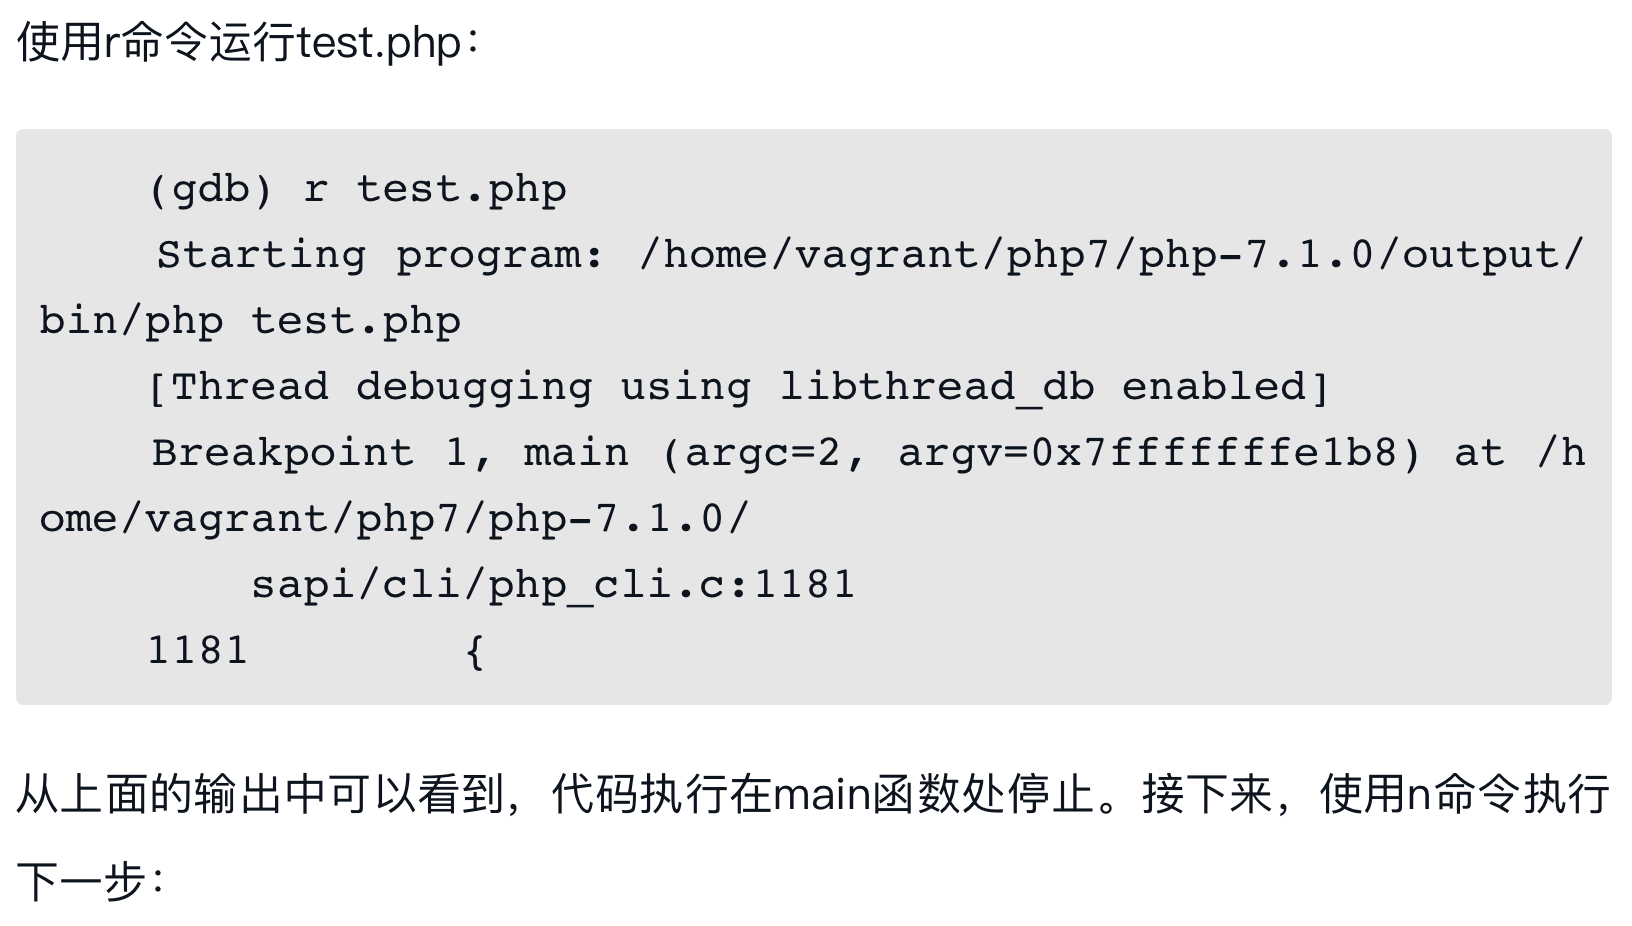 使用r命令运行test.php：
(gdb) r test.php
Starting program: /home/vagrant/php7/php-7.1.0/output/
bin/php test.php
[Thread debugging using libthread_db enabled]
Breakpoint 1, main (argc=2, argv=0x7fffffffe1b8) at /h
ome/vagrant/php7/php-7.1.0/
sapi/cli/php_cli.c:1181
1181 {
从上面的输出中可以看到，代码执行在main函数处停止。接下来，使用n命令执行
下一步：